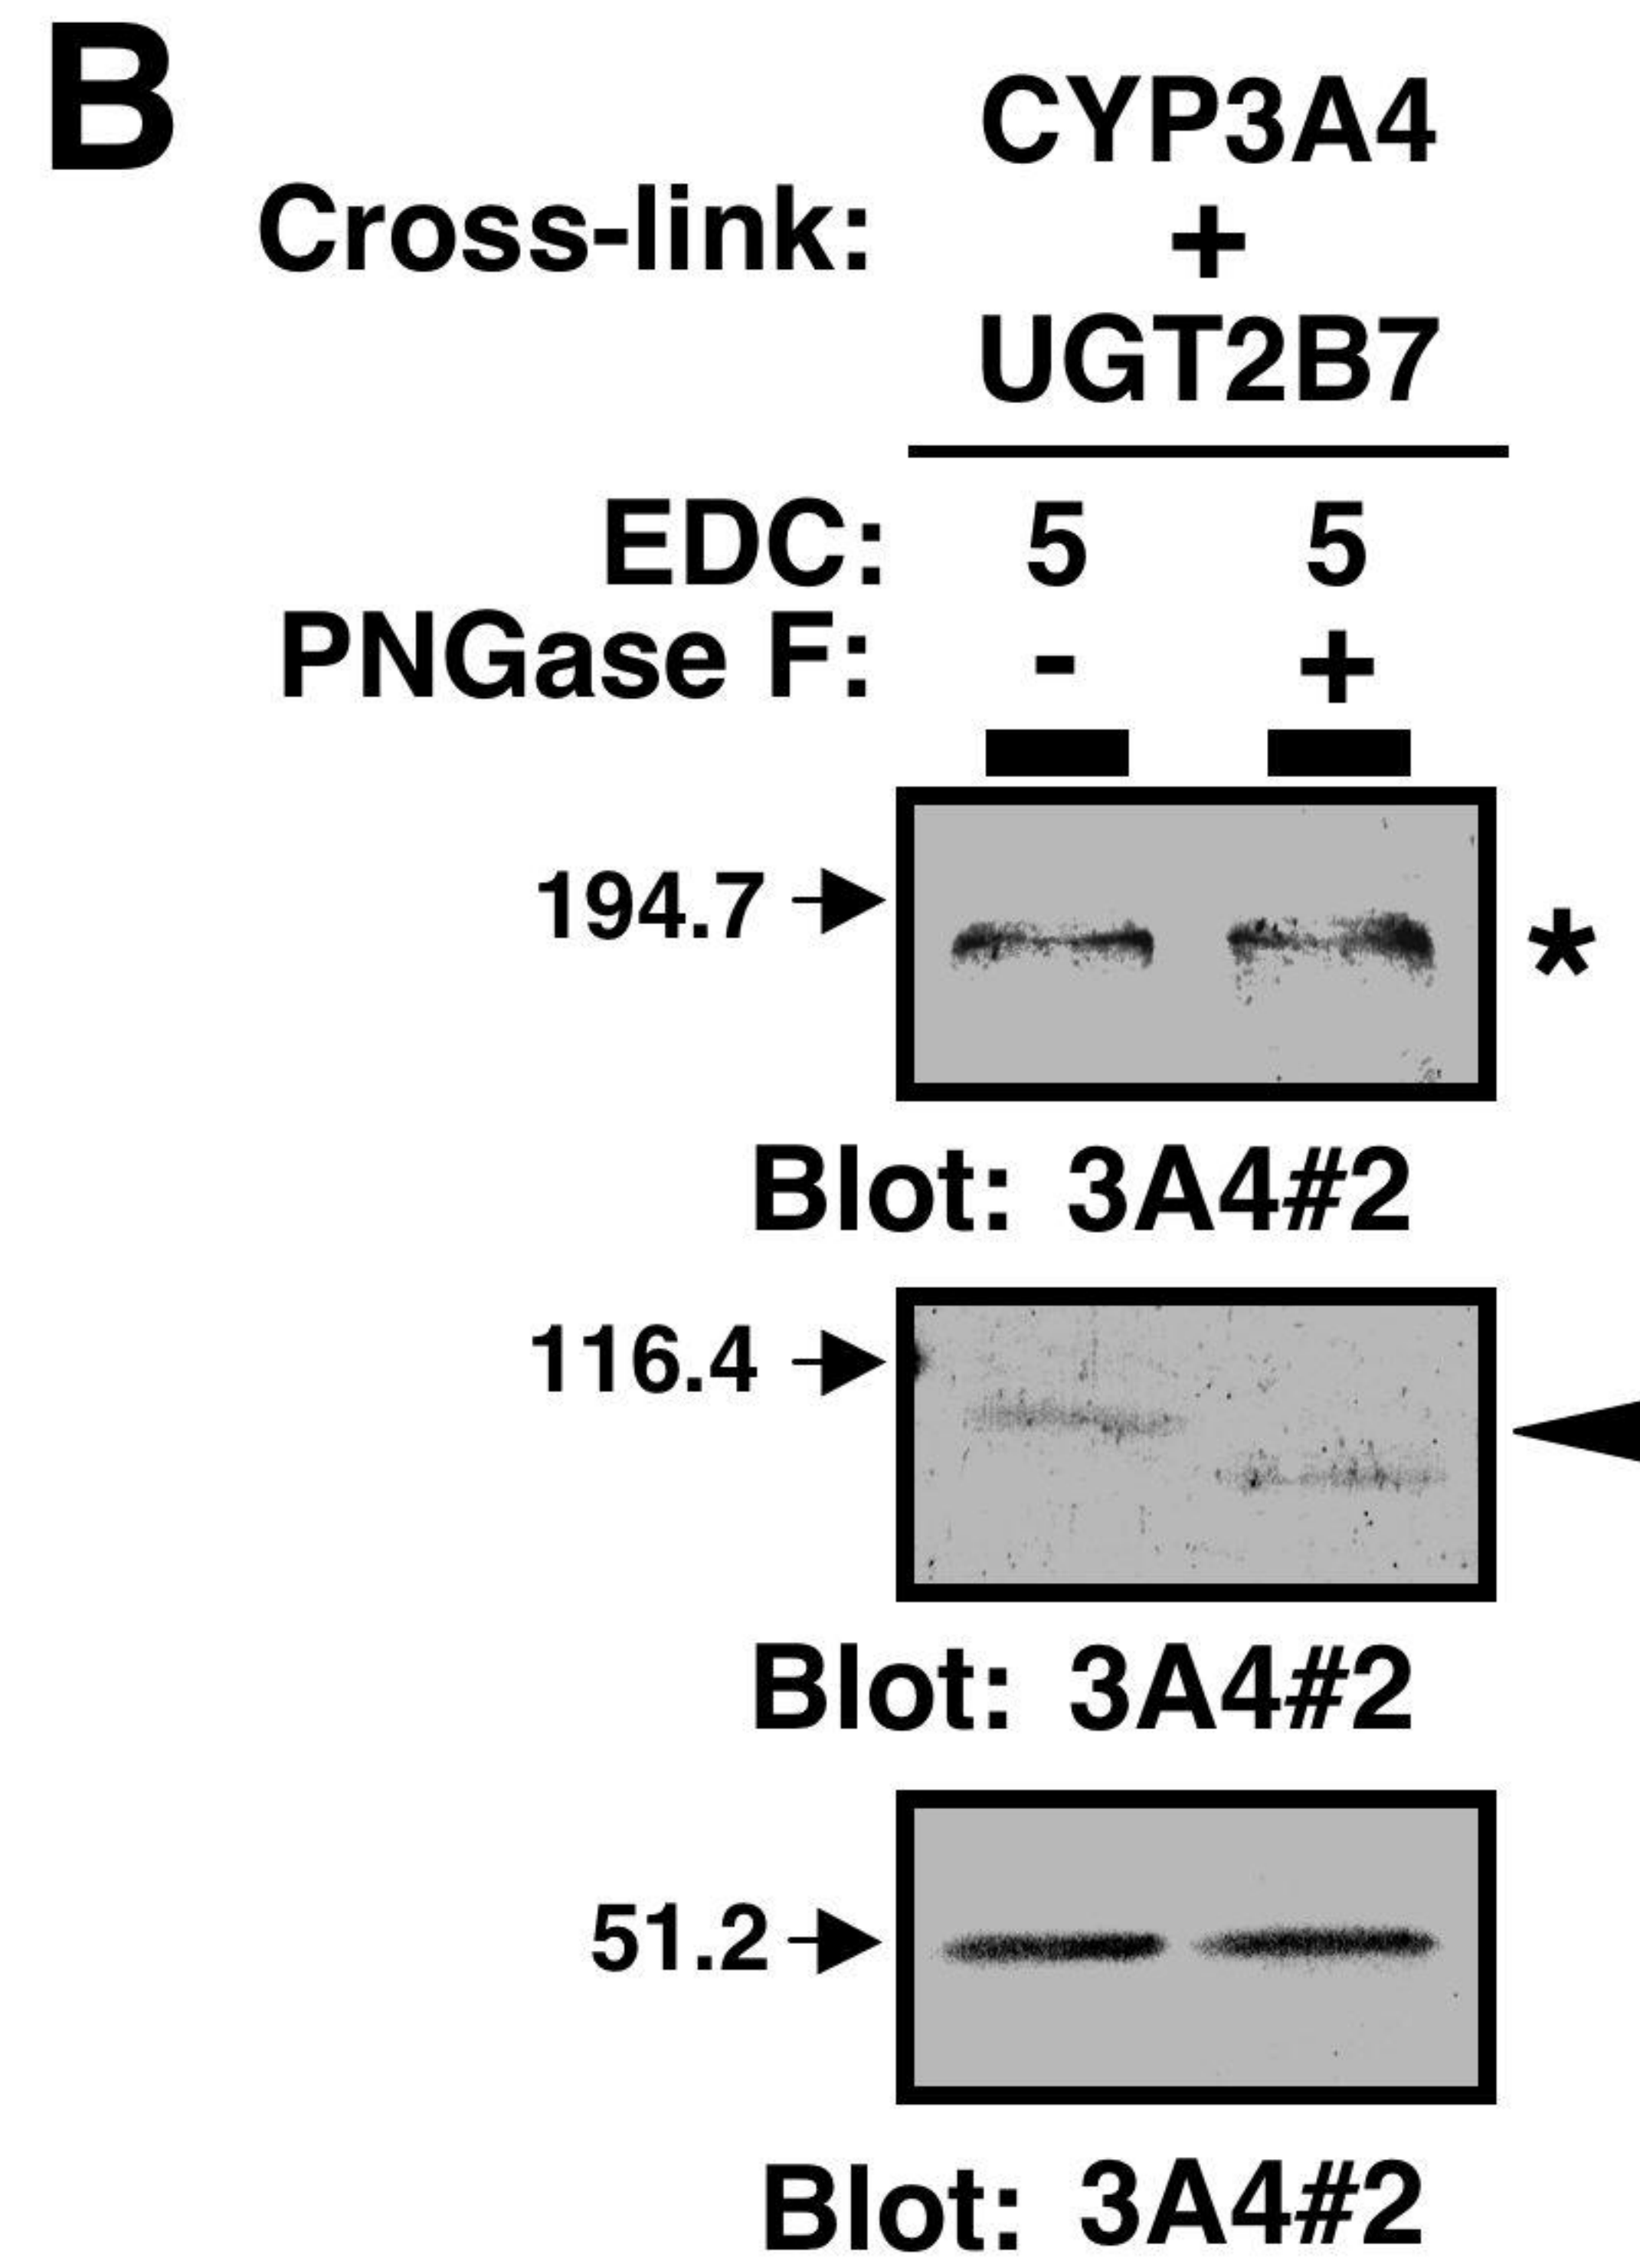 B
CYP3A4
Cross-link: +
UGT2B7
EDC: 5 5
PNGase F: - +
194.7
*
Blot: 3A4#2
116.4
Blot: 3A4#2
51.2
Blot: 3A4#2